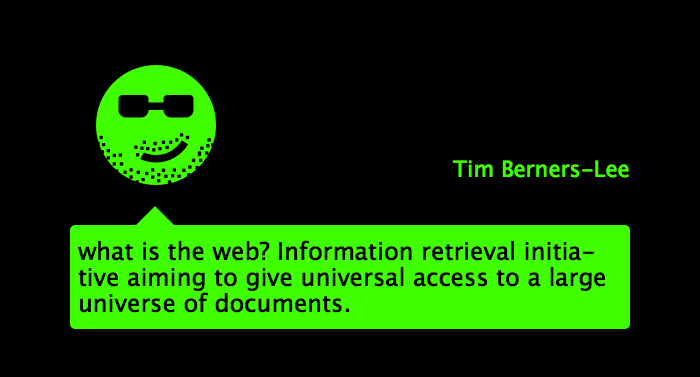 Tim Berners-Lee
what is the web? Information retrieval initia-
tive aiming to give universal access to a large
universe of documents.